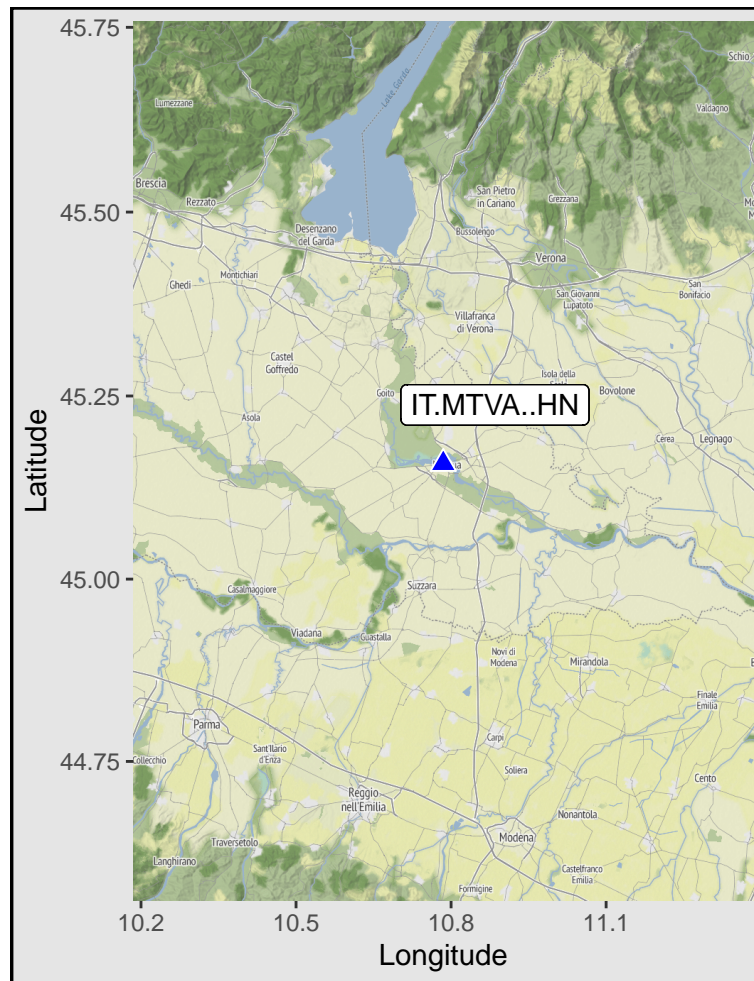 45.75
Lake Garda
Schio
Lumezzane
Valdagno
Brescia
Rezzato
San Pietro
in Cariano
Grezzana
45.50
Desenzano
del Garda
Bussolengo
Verona
Ghedi
Montichiari
San Giovanni
Lupatoto
San
Bonifacio
Villafranca
di Verona
Castel
Goffredo
Isola della
Bovolone
45.25
Goito
IT.MTVA..HN
Asola
Cerea
Legnago
Latitude
45.00
Casalmaggiore
Suzzara
Viadana
Guastalla
Novi di
Modena
Mirandola
Finale
Emilia
Parma
Carpi
44.75
Collecchio
Sant'Ilario
d'Enza
Soliera
Cento
Reggio
nell'Emilia
Nonantola
Modena
Traversetolo
Langhirano
Castelfranco
Emilia
Formigine
10.2
10.5
10.8
11.1
Longitude